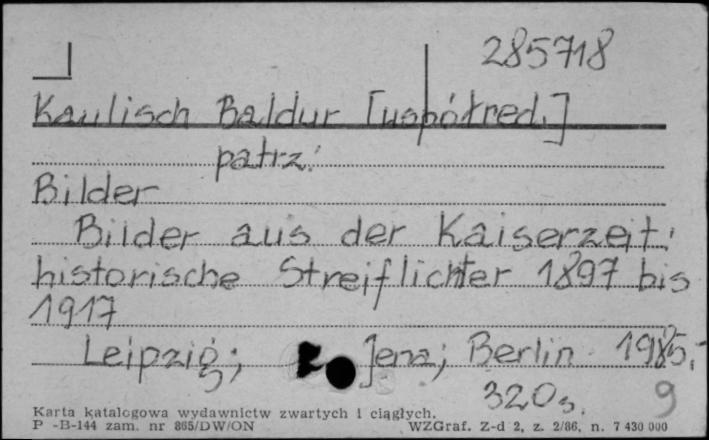 285718
Kaulisch Baldur [współred.]
patrz:
Bilder
Bilder aus der Kaiserzeit:
historische Streiflichter 1897 bis
1917
Leipzig; Jena; Berlin 1985.-
320 s. 9
Karta katalogowa wydawnictw zwartych i ciągłych.
P -B-144 zam. nr 865/DW/ON WZGraf. Z-d 2, z. 2/86, n. 7 430 000